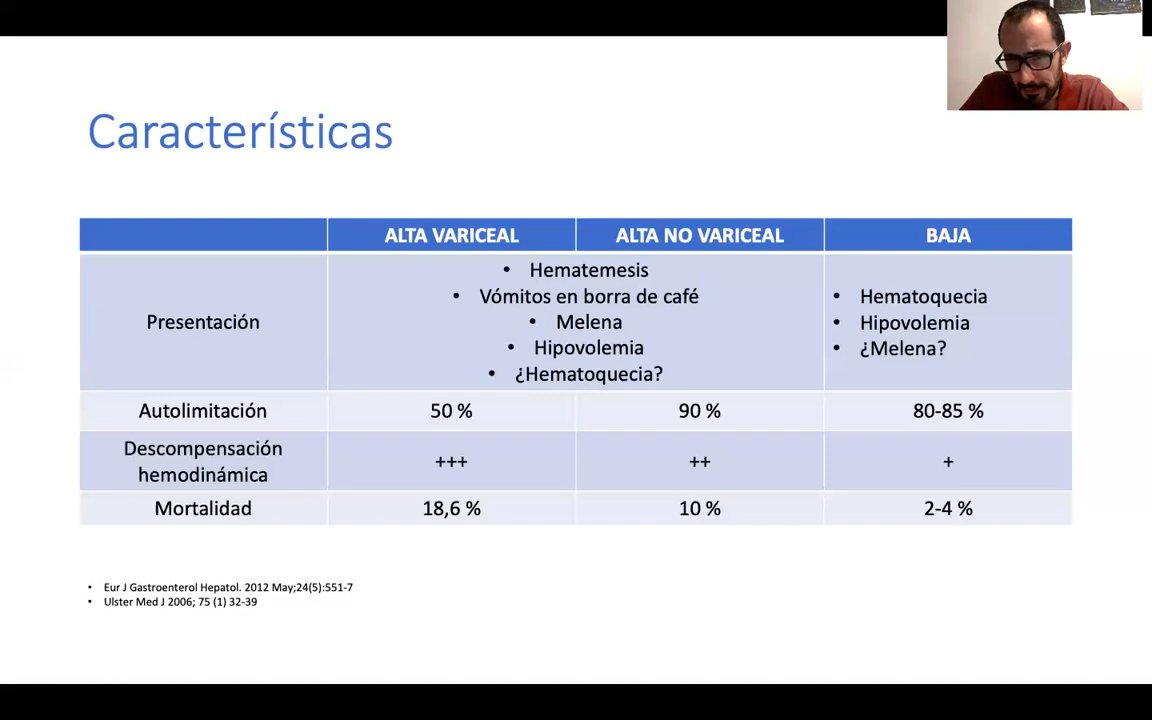 Características
ALTA VARICEAL ALTA NO VARICEAL BAJA
Presentación
• Hematemesis
• Vómitos en borra de café
• Melena
• Hipovolemia
• ¿Hematoquecia?
• Hematoquecia
• Hipovolemia
• ¿Melena?
Autolimitación 50 % 90 % 80-85 %
Descompensación
hemodinámica +++ ++ +
Mortalidad 18,6 % 10 % 2-4 %
• Eur J Gastroenterol Hepatol. 2012 May;24(5):551-7
• Ulster Med J 2006; 75 (1) 32-39